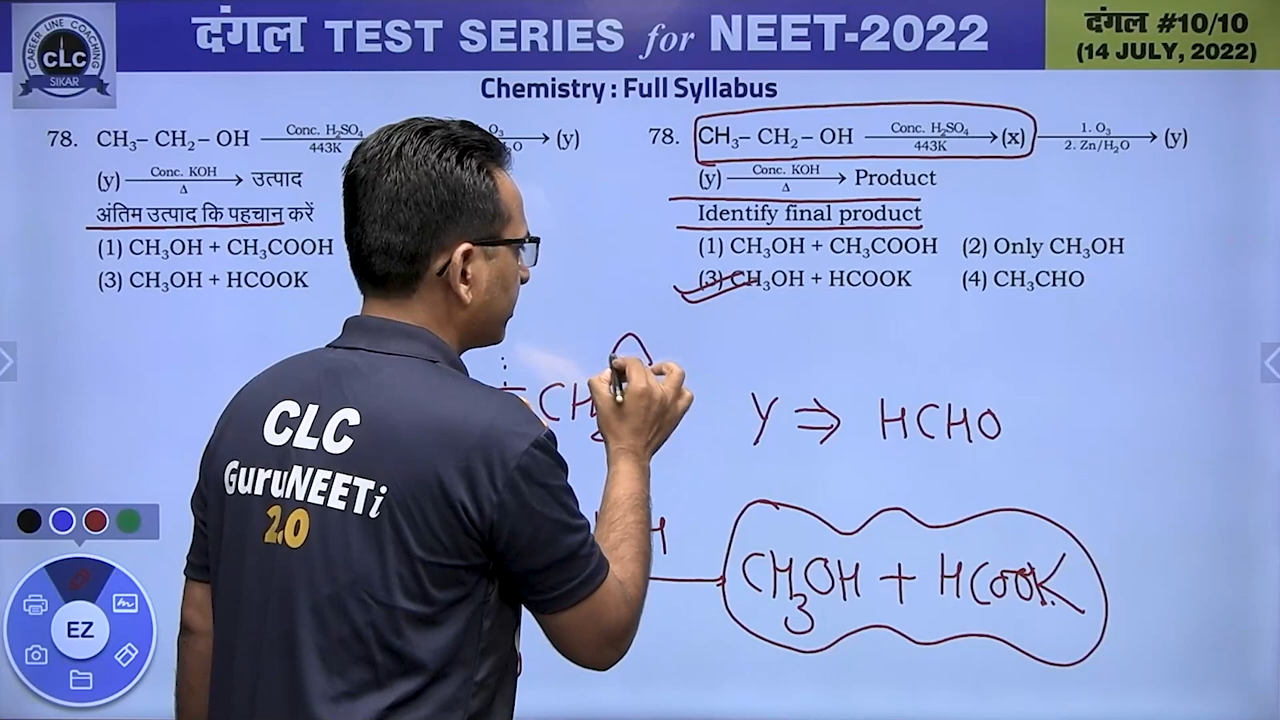 दंगल TEST SERIES for NEET-2022
दंगल #10/10
(14 JULY, 2022)
CAREER LINE COACHING
CLC
SIKAR
Chemistry : Full Syllabus
78. CH₃– CH₂– OH Conc. H₂SO₄ 443K O₃ (y)
(y) Conc. KOH Δ → उत्पाद
अंतिम उत्पाद कि पहचान करें
(1) CH₃OH + CH₃COOH
(3) CH₃OH + HCOOK
78. CH₃– CH₂ – OH Conc. H₂SO₄ 443K → (x) 1. O₃ 2. Zn/H₂O → (y)
(y) Conc. KOH Δ → Product
Identify final product
(1) CH₃OH + CH₃COOH (2) Only CH₃OH
(3) CH₃OH + HCOOK (4) CH₃CHO
CH
Y ⇒ HCHO
H
CH₃OH + HCOOK
CLC
GuruNEETi
2.0
EZ